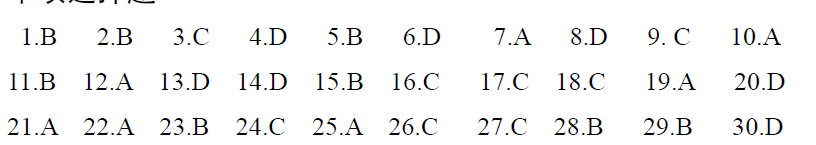 1.B 2.B 3.C 4.D 5.B 6.D 7.A 8.D 9. C 10.A
11.B 12.A 13.D 14.D 15.B 16.C 17.C 18.C 19.A 20.D
21.A 22.A 23.B 24.C 25.A 26.C 27.C 28.B 29.B 30.D